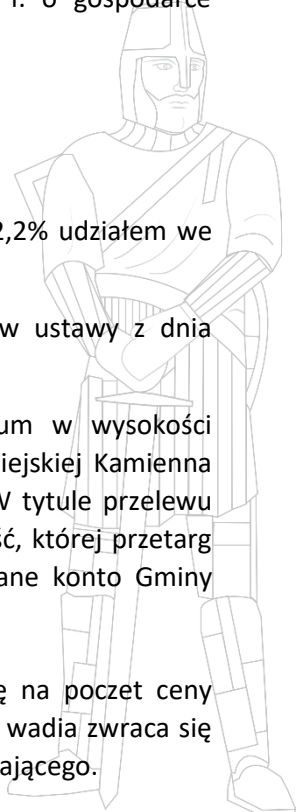 r. o gospodarce
2,2% udziałem we
w ustawy z dnia
um w wysokości
iejskiej Kamienna
tytule przelewu
ść, której przetarg
ane konto Gminy
ę na poczet ceny
wadia zwraca się
ającego.